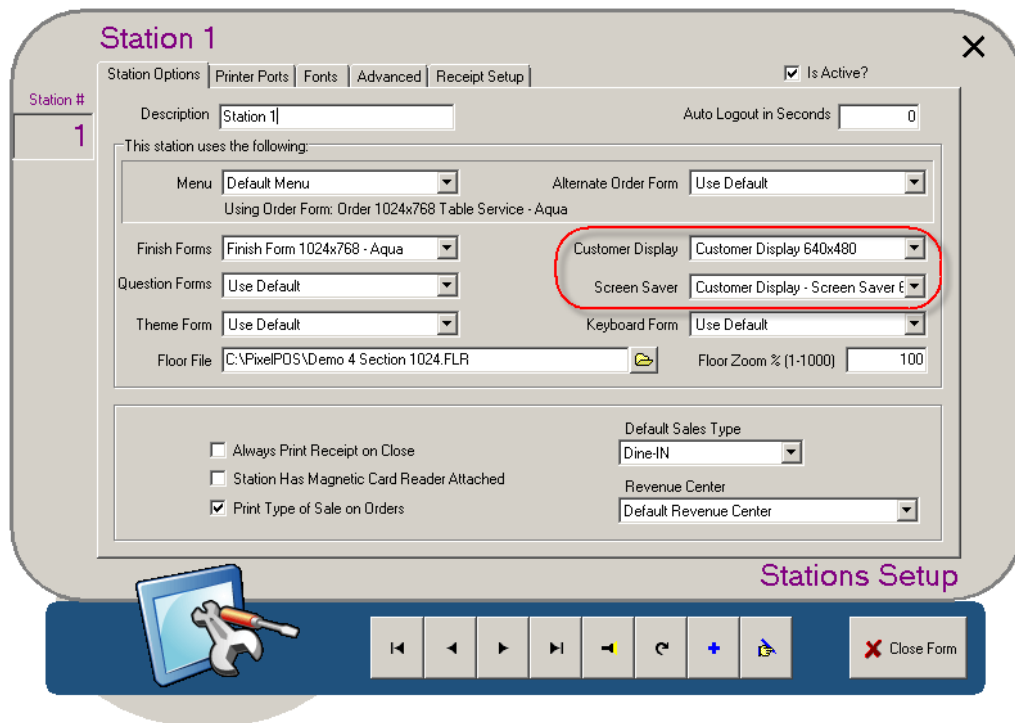 Station 1
Station Options Printer Ports Fonts Advanced Receipt Setup Is Active?
Station #
1
Description Station 1 Auto Logout in Seconds 0
This station uses the following:
Menu Default Menu Alternate Order Form Use Default
Using Order Form: Order 1024x768 Table Service - Aqua
Finish Forms Finish Form 1024x768 - Aqua Customer Display Customer Display 640x480
Question Forms Use Default Screen Saver Customer Display - Screen Saver 6
Theme Form Use Default Keyboard Form Use Default
Floor File C:\PixelPOS\Demo 4 Section 1024.FLR Floor Zoom % (1-1000) 100
Default Sales Type
Always Print Receipt on Close Dine-IN
Station Has Magnetic Card Reader Attached
Revenue Center
Print Type of Sale on Orders Default Revenue Center
Stations Setup
Close Form